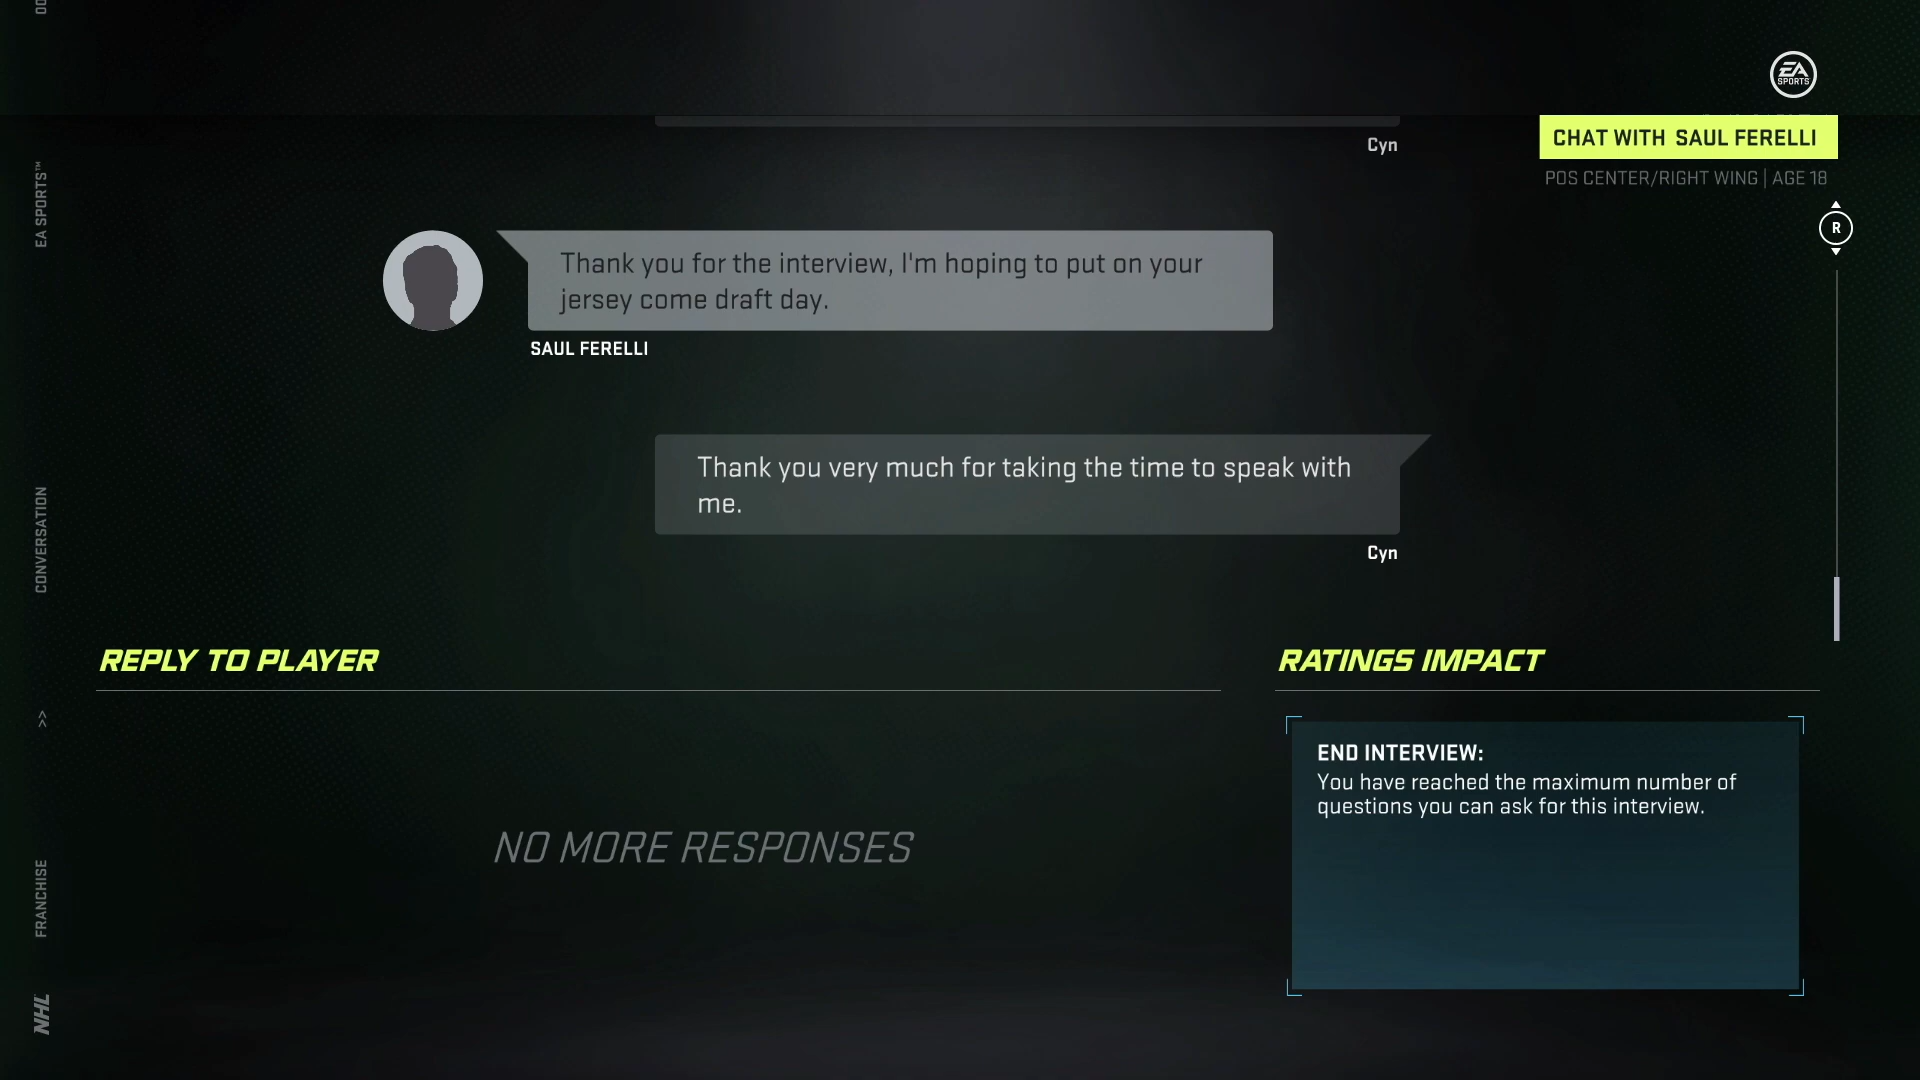 EA
SPORTS
Cyn
CHAT WITH SAUL FERELLI
POS CENTER/RIGHT WING | AGE 18
R
Thank you for the interview, I'm hoping to put on your
jersey come draft day.
SAUL FERELLI
Thank you very much for taking the time to speak with
me.
Cyn
REPLY TO PLAYER
NO MORE RESPONSES
RATINGS IMPACT
END INTERVIEW:
You have reached the maximum number of
questions you can ask for this interview.
NHL
FRANCHISE
>>
CONVERSATION
EA SPORTS™